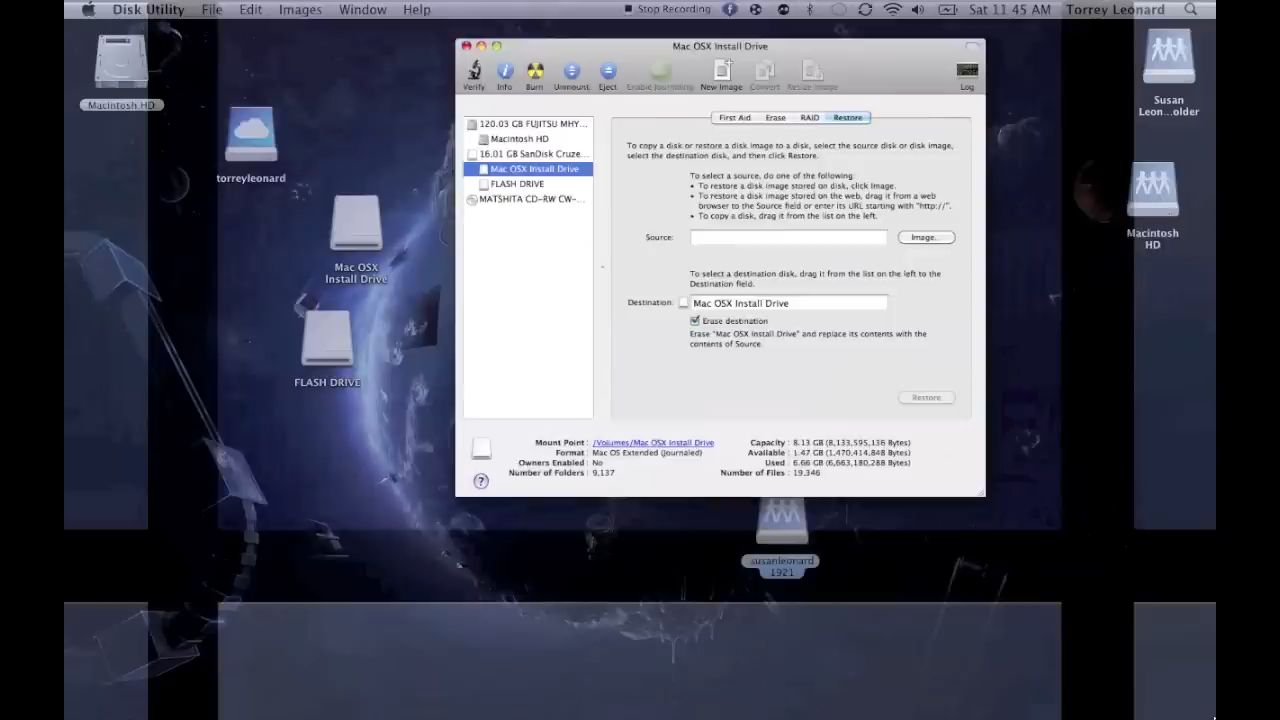 Disk Utility File Edit Images Window Help Stop Recording Sat 11:45 AM Torrey Leonard
Macintosh HD
torreyleonard
Mac OSX
Install Drive
FLASH DRIVE
Susan
Leon...older
Macintosh
HD
susanleonard
1921
Mac OSX Install Drive
Verify Info Burn Unmount Eject Enable Journaling New Image Convert Resize Image Log
120.03 GB FUJITSU MHY...
Macintosh HD
16.01 GB SanDisk Cruze...
Mac OSX Install Drive
FLASH DRIVE
MATSHITA CD-RW CW-...
First Aid Erase RAID Restore
To copy a disk or restore a disk image to a disk, select the source disk or disk image,
select the destination disk, and then click Restore.
To select a source, do one of the following:
• To restore a disk image stored on disk, click Image.
• To restore a disk image stored on the web, drag it from a web
browser to the Source field or enter its URL starting with "http://".
• To copy a disk, drag it from the list on the left.
Source: Image...
To select a destination disk, drag it from the list on the left to the
Destination field.
Destination: Mac OSX Install Drive
Erase destination
Erase "Mac OSX Install Drive" and replace its contents with the
contents of Source.
Restore
Mount Point : /Volumes/Mac OSX Install Drive
Format : Mac OS Extended (Journaled)
Owners Enabled : No
Number of Folders : 9,137
Capacity : 8.13 GB (8,133,595,136 Bytes)
Available : 1.47 GB (1,470,414,848 Bytes)
Used : 6.66 GB (6,663,180,288 Bytes)
Number of Files : 19,346
?